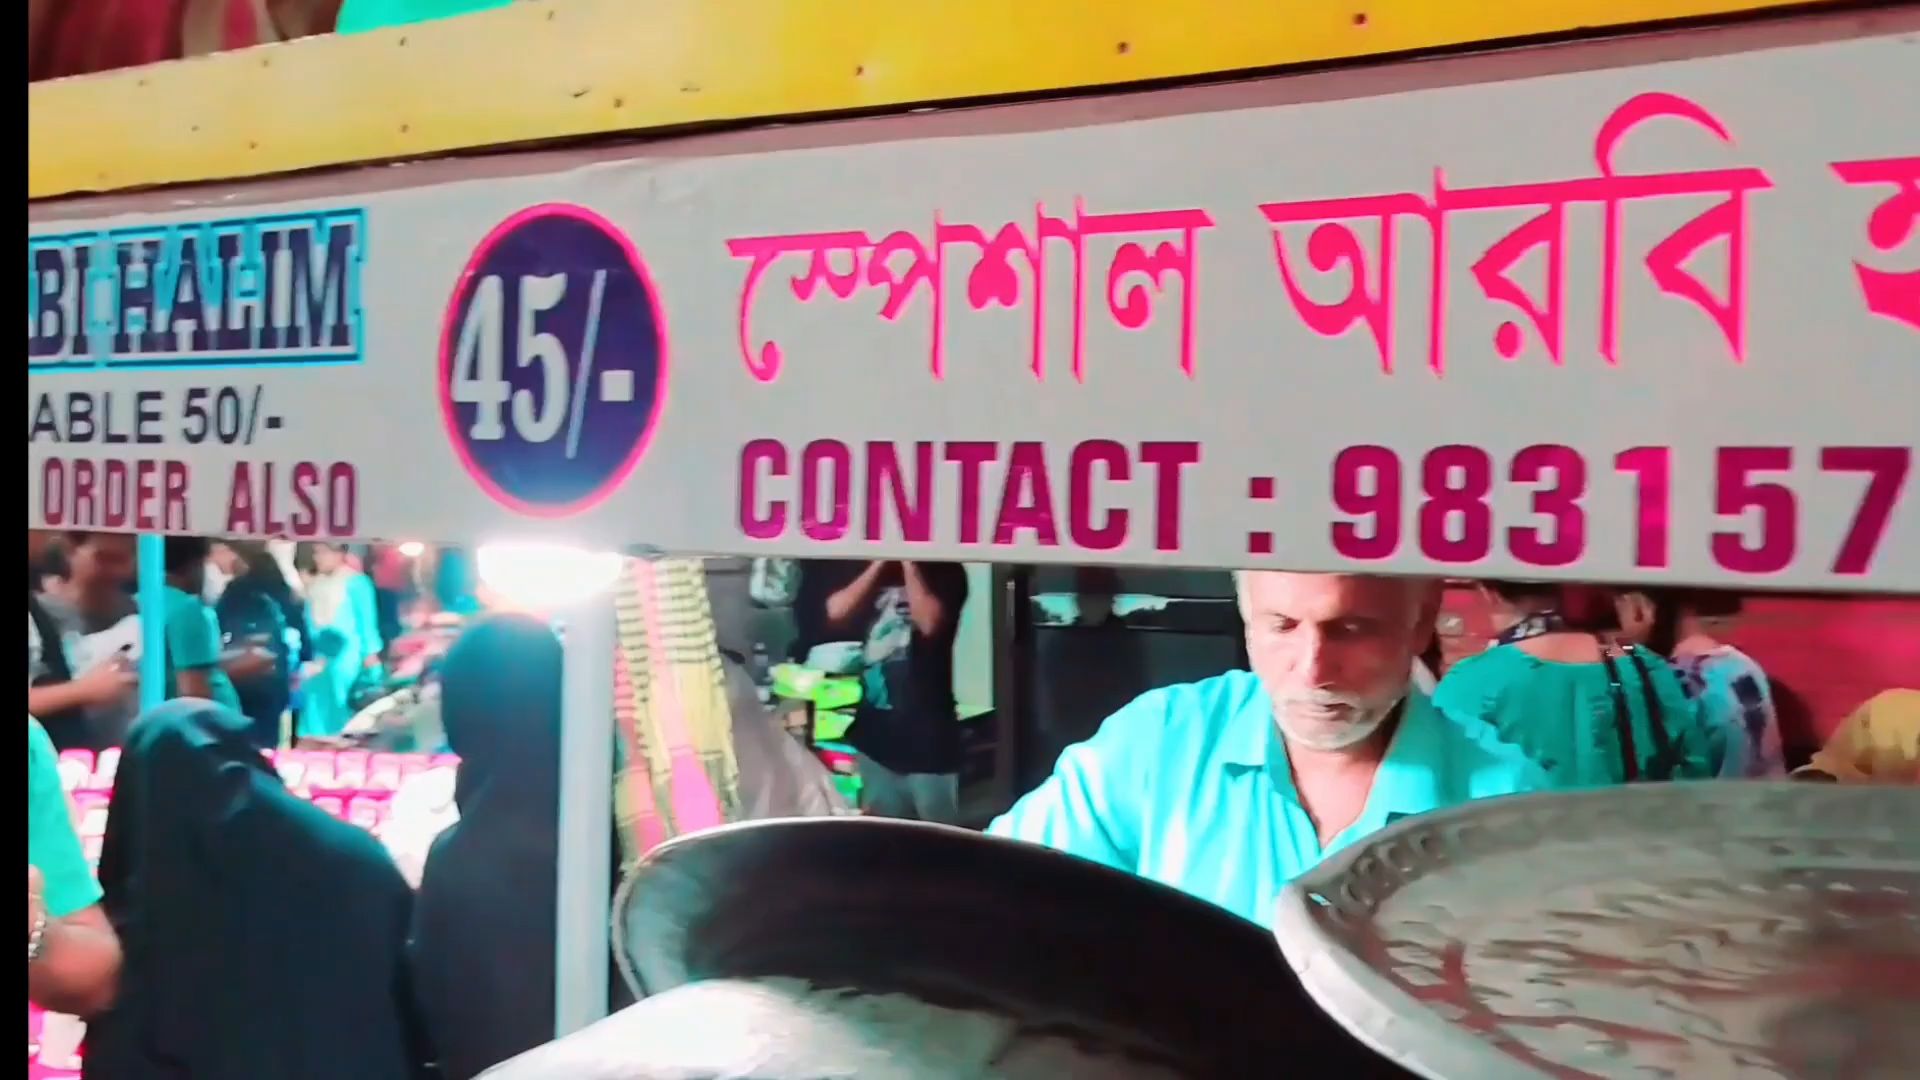 BI HALIM
ABLE 50/-
ORDER ALSO
45/-
স্পেশাল আরবি
CONTACT : 983157